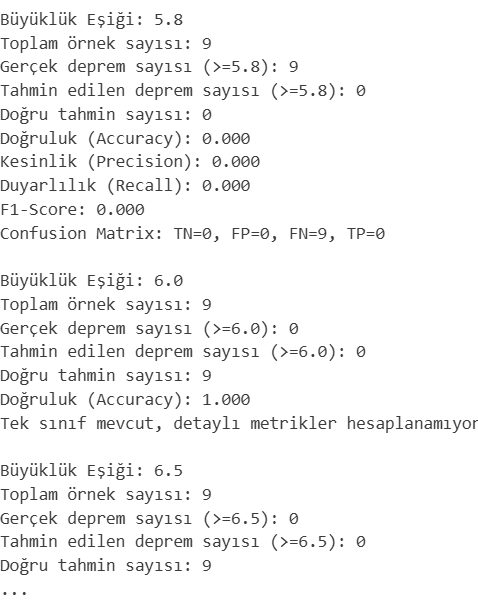 Büyüklük Eşiği: 5.8
Toplam örnek sayısı: 9
Gerçek deprem sayısı (>=5.8): 9
Tahmin edilen deprem sayısı (>=5.8): 0
Doğru tahmin sayısı: 0
Doğruluk (Accuracy): 0.000
Kesinlik (Precision): 0.000
Duyarlılık (Recall): 0.000
F1-Score: 0.000
Confusion Matrix: TN=0, FP=0, FN=9, TP=0
Büyüklük Eşiği: 6.0
Toplam örnek sayısı: 9
Gerçek deprem sayısı (>=6.0): 0
Tahmin edilen deprem sayısı (>=6.0): 0
Doğru tahmin sayısı: 9
Doğruluk (Accuracy): 1.000
Tek sınıf mevcut, detaylı metrikler hesaplanamıyor
Büyüklük Eşiği: 6.5
Toplam örnek sayısı: 9
Gerçek deprem sayısı (>=6.5): 0
Tahmin edilen deprem sayısı (>=6.5): 0
Doğru tahmin sayısı: 9
...